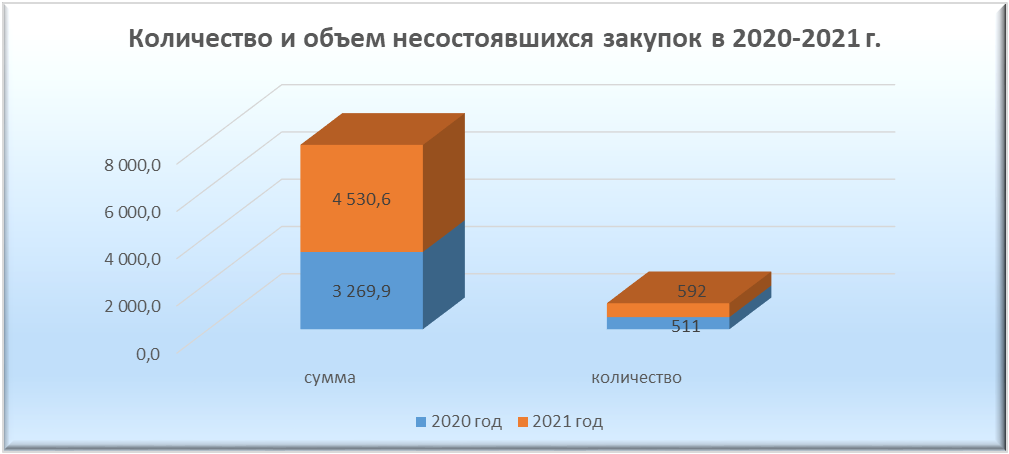 Количество и объем несостоявшихся закупок в 2020-2021 г.
8 000,0
6 000,0
4 000,0
2 000,0
0,0
4 530,6
3 269,9
592
511
сумма
количество
2020 год
2021 год